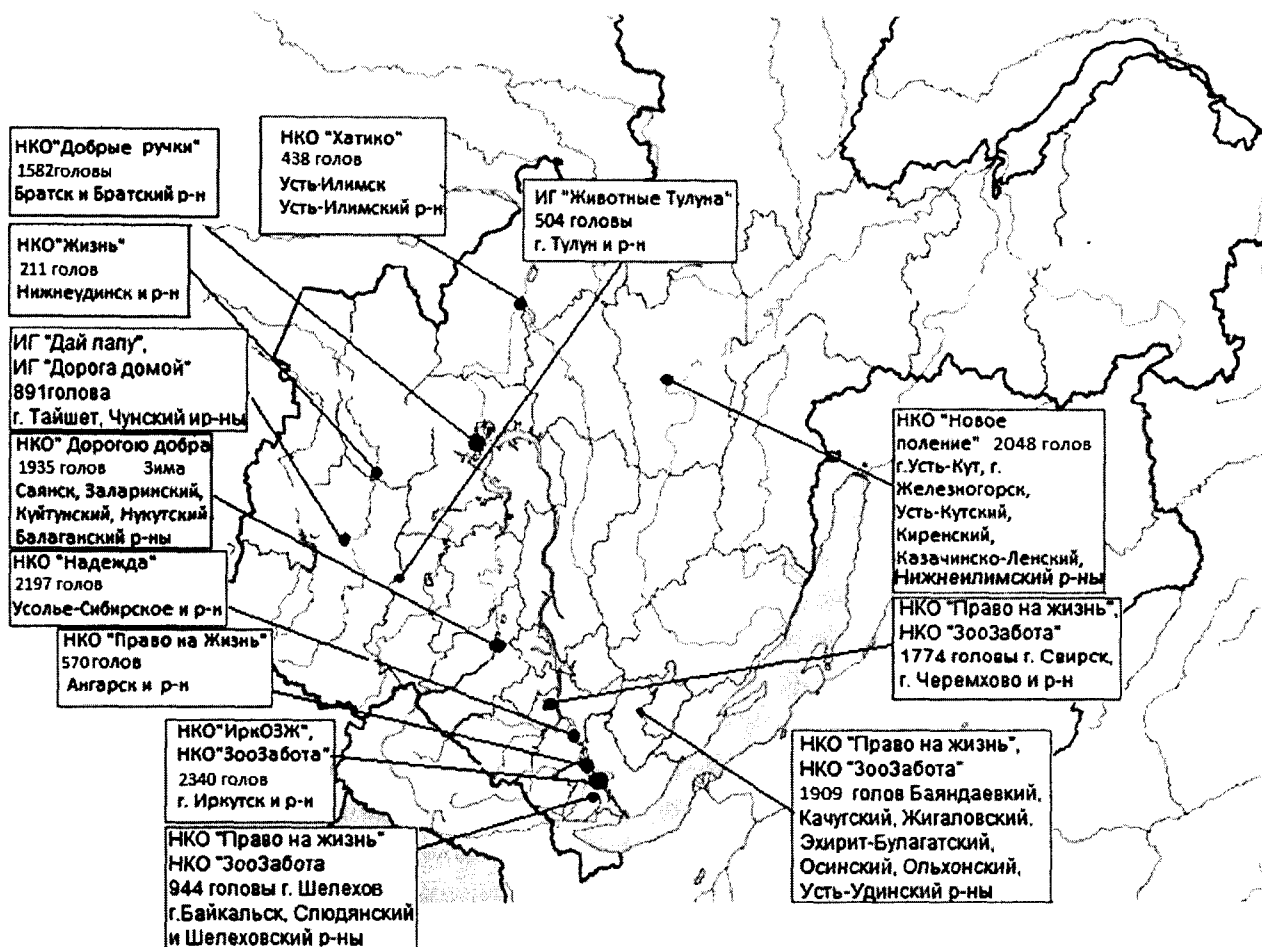 НКО"Добрые ручки"
1582головы
Братск и Братский р-н
НКО "Хатико"
438 голов
Усть-Илимск
Усть-Илимский р-н
ИГ "Животные Тулуна"
504 головы
г. Тулун и р-н
НКО"Жизнь"
211 голов
Нижнеудинск и р-н
ИГ "Дай лапу",
ИГ "Дорога домой"
891голова
г. Тайшет, Чунский ир-ны
НКО" Дорогою добра
1935 голов Зима
Саянск, Заларинский,
Куйтунский, Нукутский
Балаганский р-ны
НКО "Надежда"
2197 голов
Усолье-Сибирское и р-н
НКО "Право на Жизнь"
570голов
Ангарск и р-н
НКО"ИркОЗЖ",
НКО"ЗооЗабота"
2340 голов
г. Иркутск и р-н
НКО "Право на жизнь"
НКО "ЗооЗабота
944 головы г. Шелехов
г.Байкальск, Слюдянский
и Шелеховский р-ны
НКО "Новое
поление" 2048 голов
г.Усть-Кут, г.
Железногорск,
Усть-Кутский,
Киренский,
Казачинско-Ленский,
Нижнеилимский р-ны
НКО "Право на жизнь",
НКО "ЗооЗабота"
1774 головы г. Свирск,
г. Черемхово и р-н
НКО "Право на жизнь",
НКО "ЗооЗабота"
1909 голов Баяндаевкий,
Качугский, Жигаловский,
Эхирит-Булагатский,
Осинский, Ольхонский,
Усть-Удинский р-ны